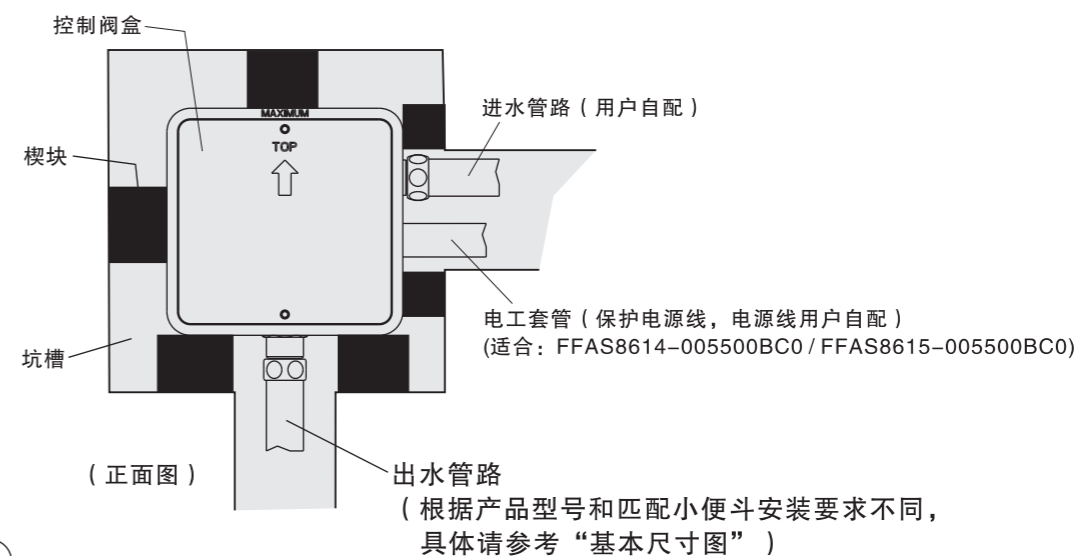 控制阀盒
MAXIMUM
TOP
进水管路(用户自配)
楔块
电工套管(保护电源线，电源线用户自配)
(适合：FFAS8614-005500BC0/FFAS8615-005500BC0)
坑槽
(正面图)
出水管路
(根据产品型号和匹配小便斗安装要求不同，
具体请参考“基本尺寸图”)